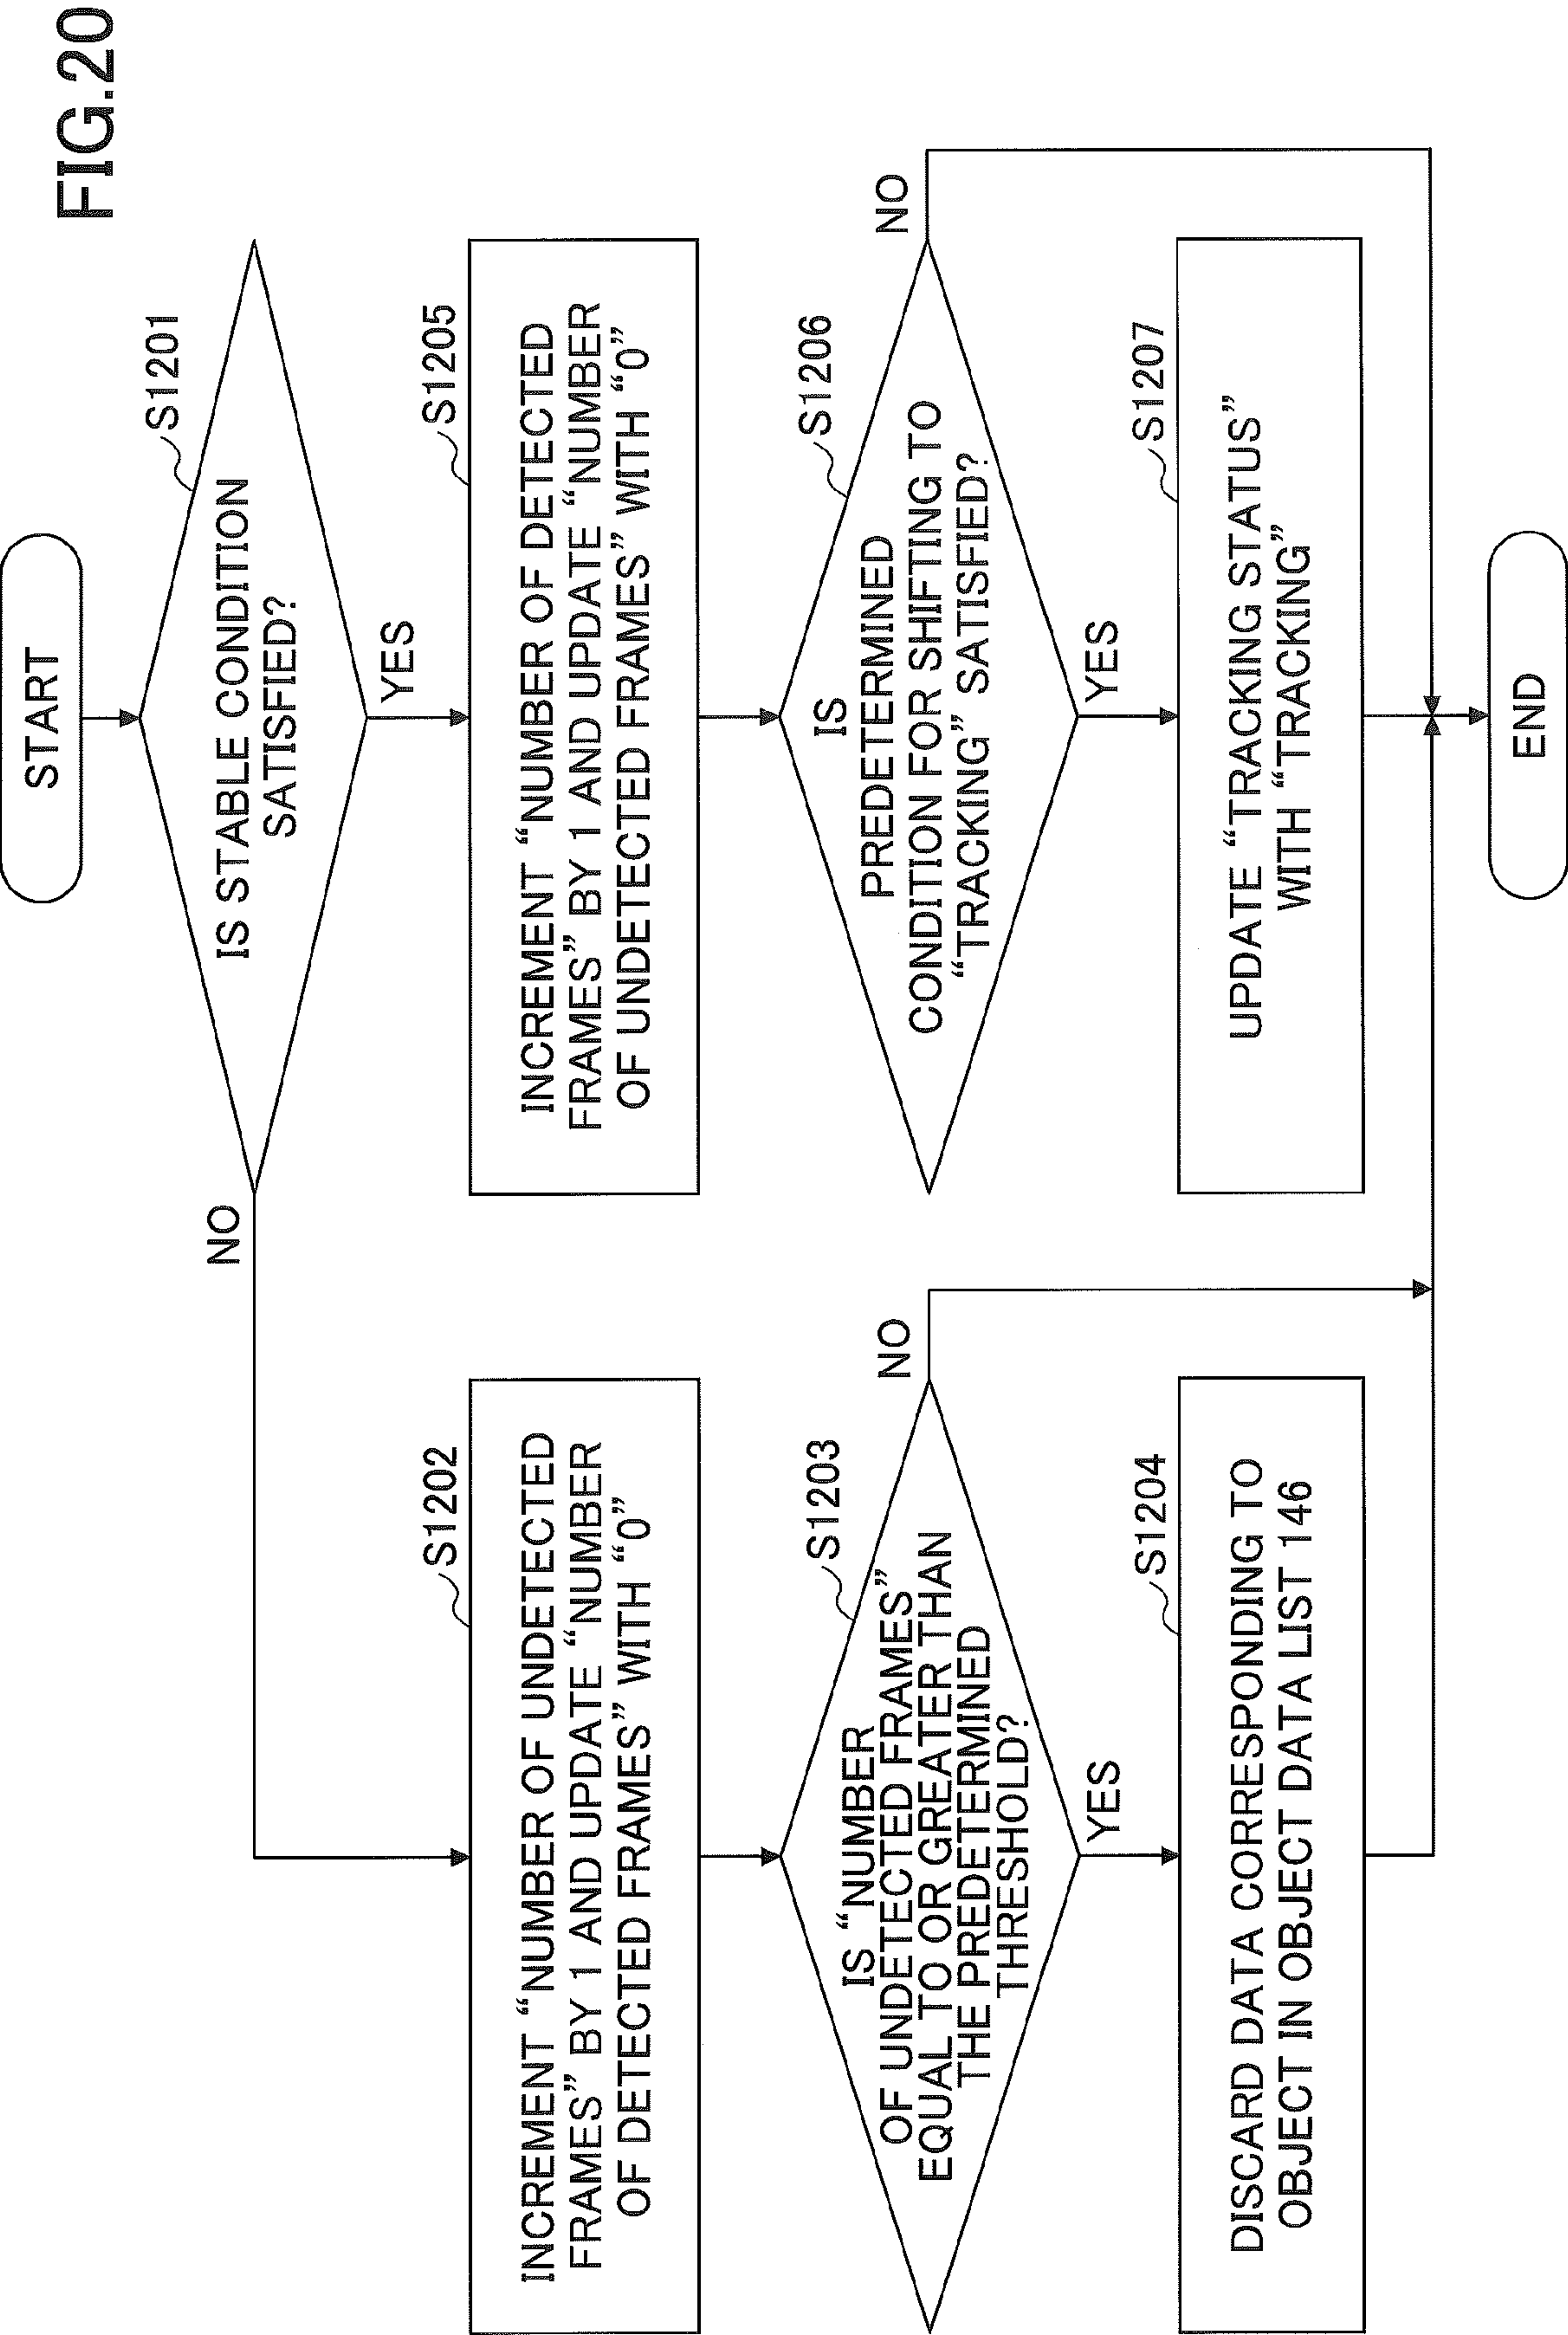 FIG.20
START
IS STABLE CONDITION
SATISFIED?
S1201
NO
YES
INCREMENT “NUMBER OF UNDETECTED
FRAMES” BY 1 AND UPDATE “NUMBER
OF DETECTED FRAMES” WITH “0”
S1202
INCREMENT “NUMBER OF DETECTED
FRAMES” BY 1 AND UPDATE “NUMBER
OF UNDETECTED FRAMES” WITH “0”
S1205
IS “NUMBER
OF UNDETECTED FRAMES”
EQUAL TO OR GREATER THAN
THE PREDETERMINED
THRESHOLD?
S1203
NO
YES
IS
PREDETERMINED
CONDITION FOR SHIFTING TO
“TRACKING” SATISFIED?
S1206
NO
YES
DISCARD DATA CORRESPONDING TO
OBJECT IN OBJECT DATA LIST 146
S1204
UPDATE “TRACKING STATUS”
WITH “TRACKING”
S1207
END